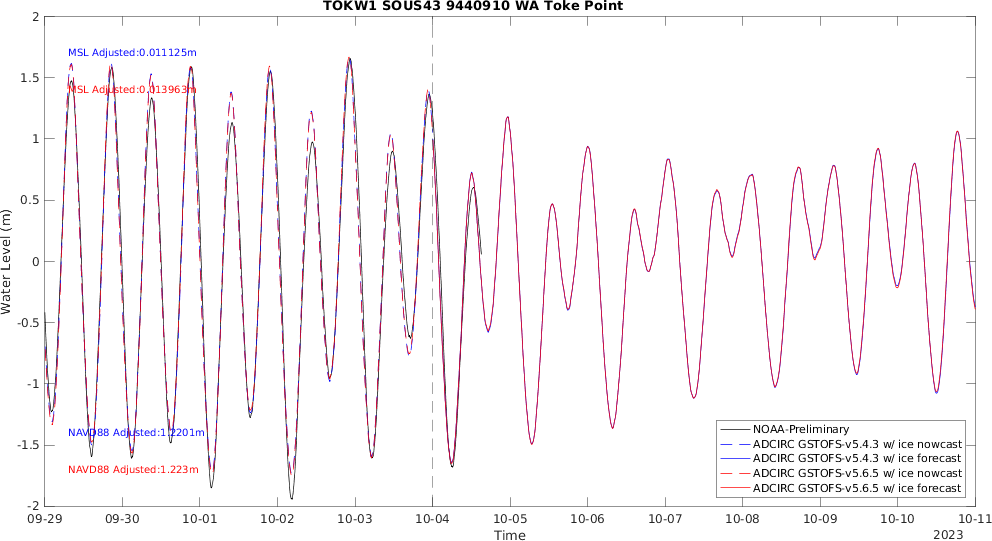 TOKW1 SOUS43 9440910 WA Toke Point
Water Level (m)
2
1.5
1
0.5
0
-0.5
-1
-1.5
-2
MSL Adjusted:0.011125m
MSL Adjusted:0.013963m
NAVD88 Adjusted:1.2201m
NAVD88 Adjusted:1.223m
NOAA-Preliminary
ADCIRC GSTOFS-v5.4.3 w/ ice nowcast
ADCIRC GSTOFS-v5.4.3 w/ ice forecast
ADCIRC GSTOFS-v5.6.5 w/ ice nowcast
ADCIRC GSTOFS-v5.6.5 w/ ice forecast
09-29 09-30 10-01 10-02 10-03 10-04 10-05 10-06 10-07 10-08 10-09 10-10 10-11
Time
2023